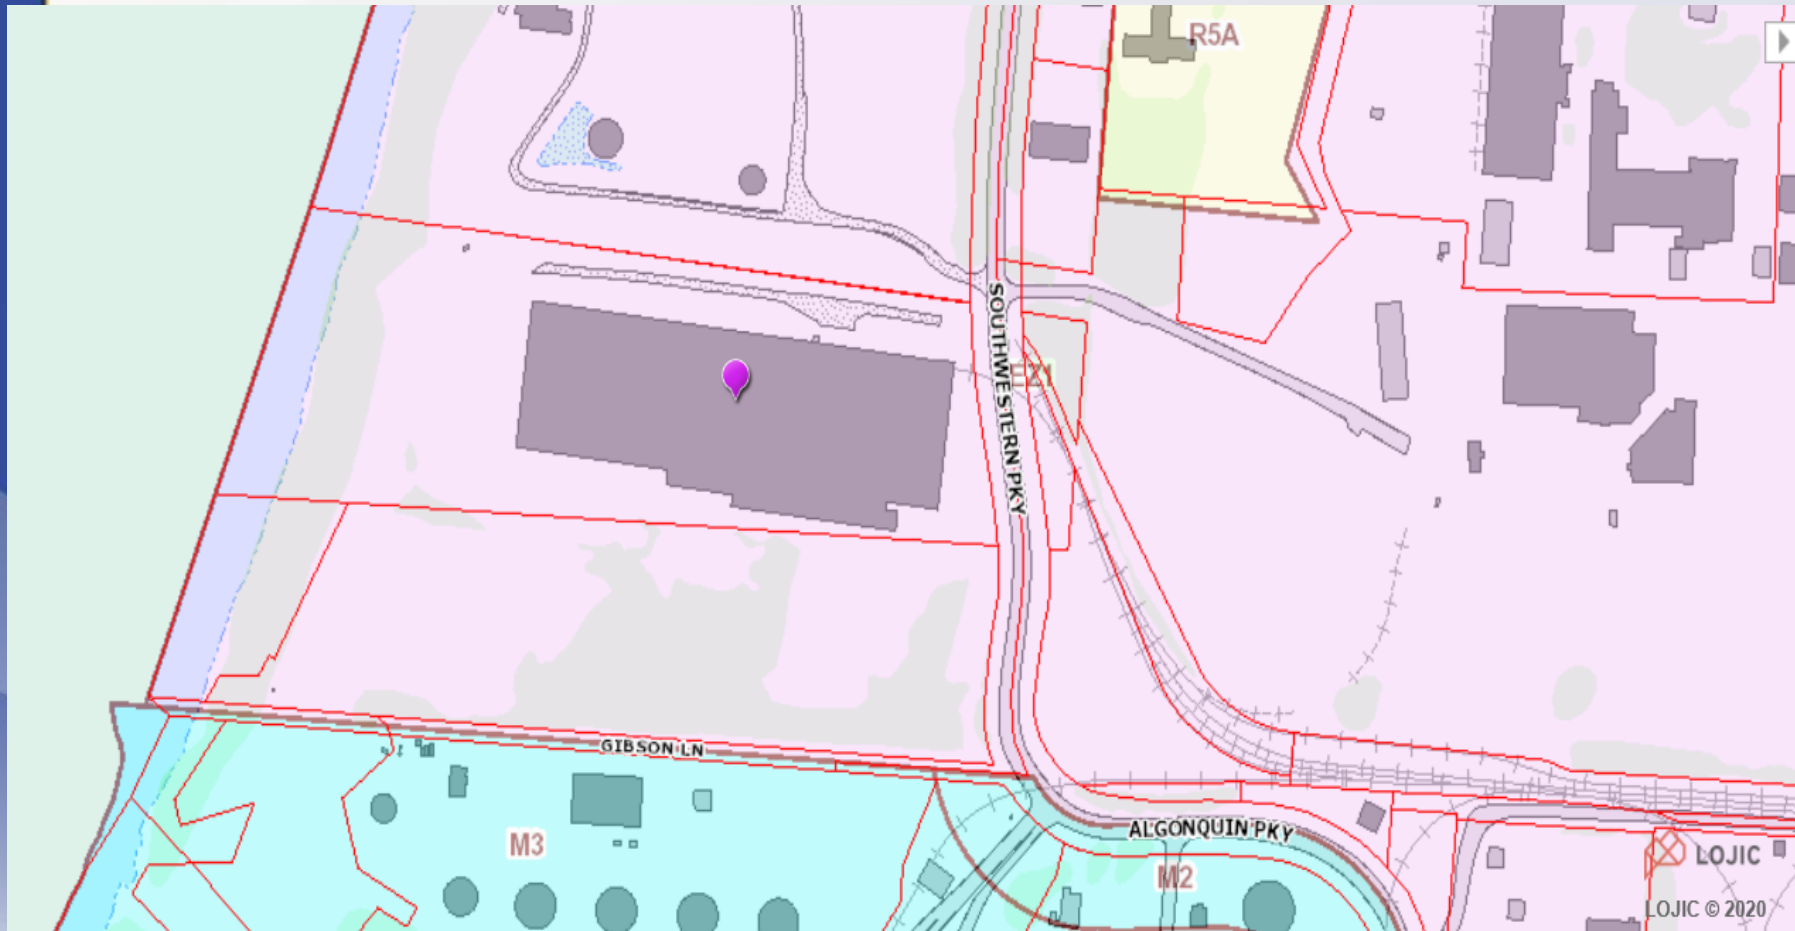 R5A
SOUTHWESTERN PKY
EZ1
GIBSON LN
ALGONQUIN PKY
M3
M2
LOJIC
LOJIC © 2020